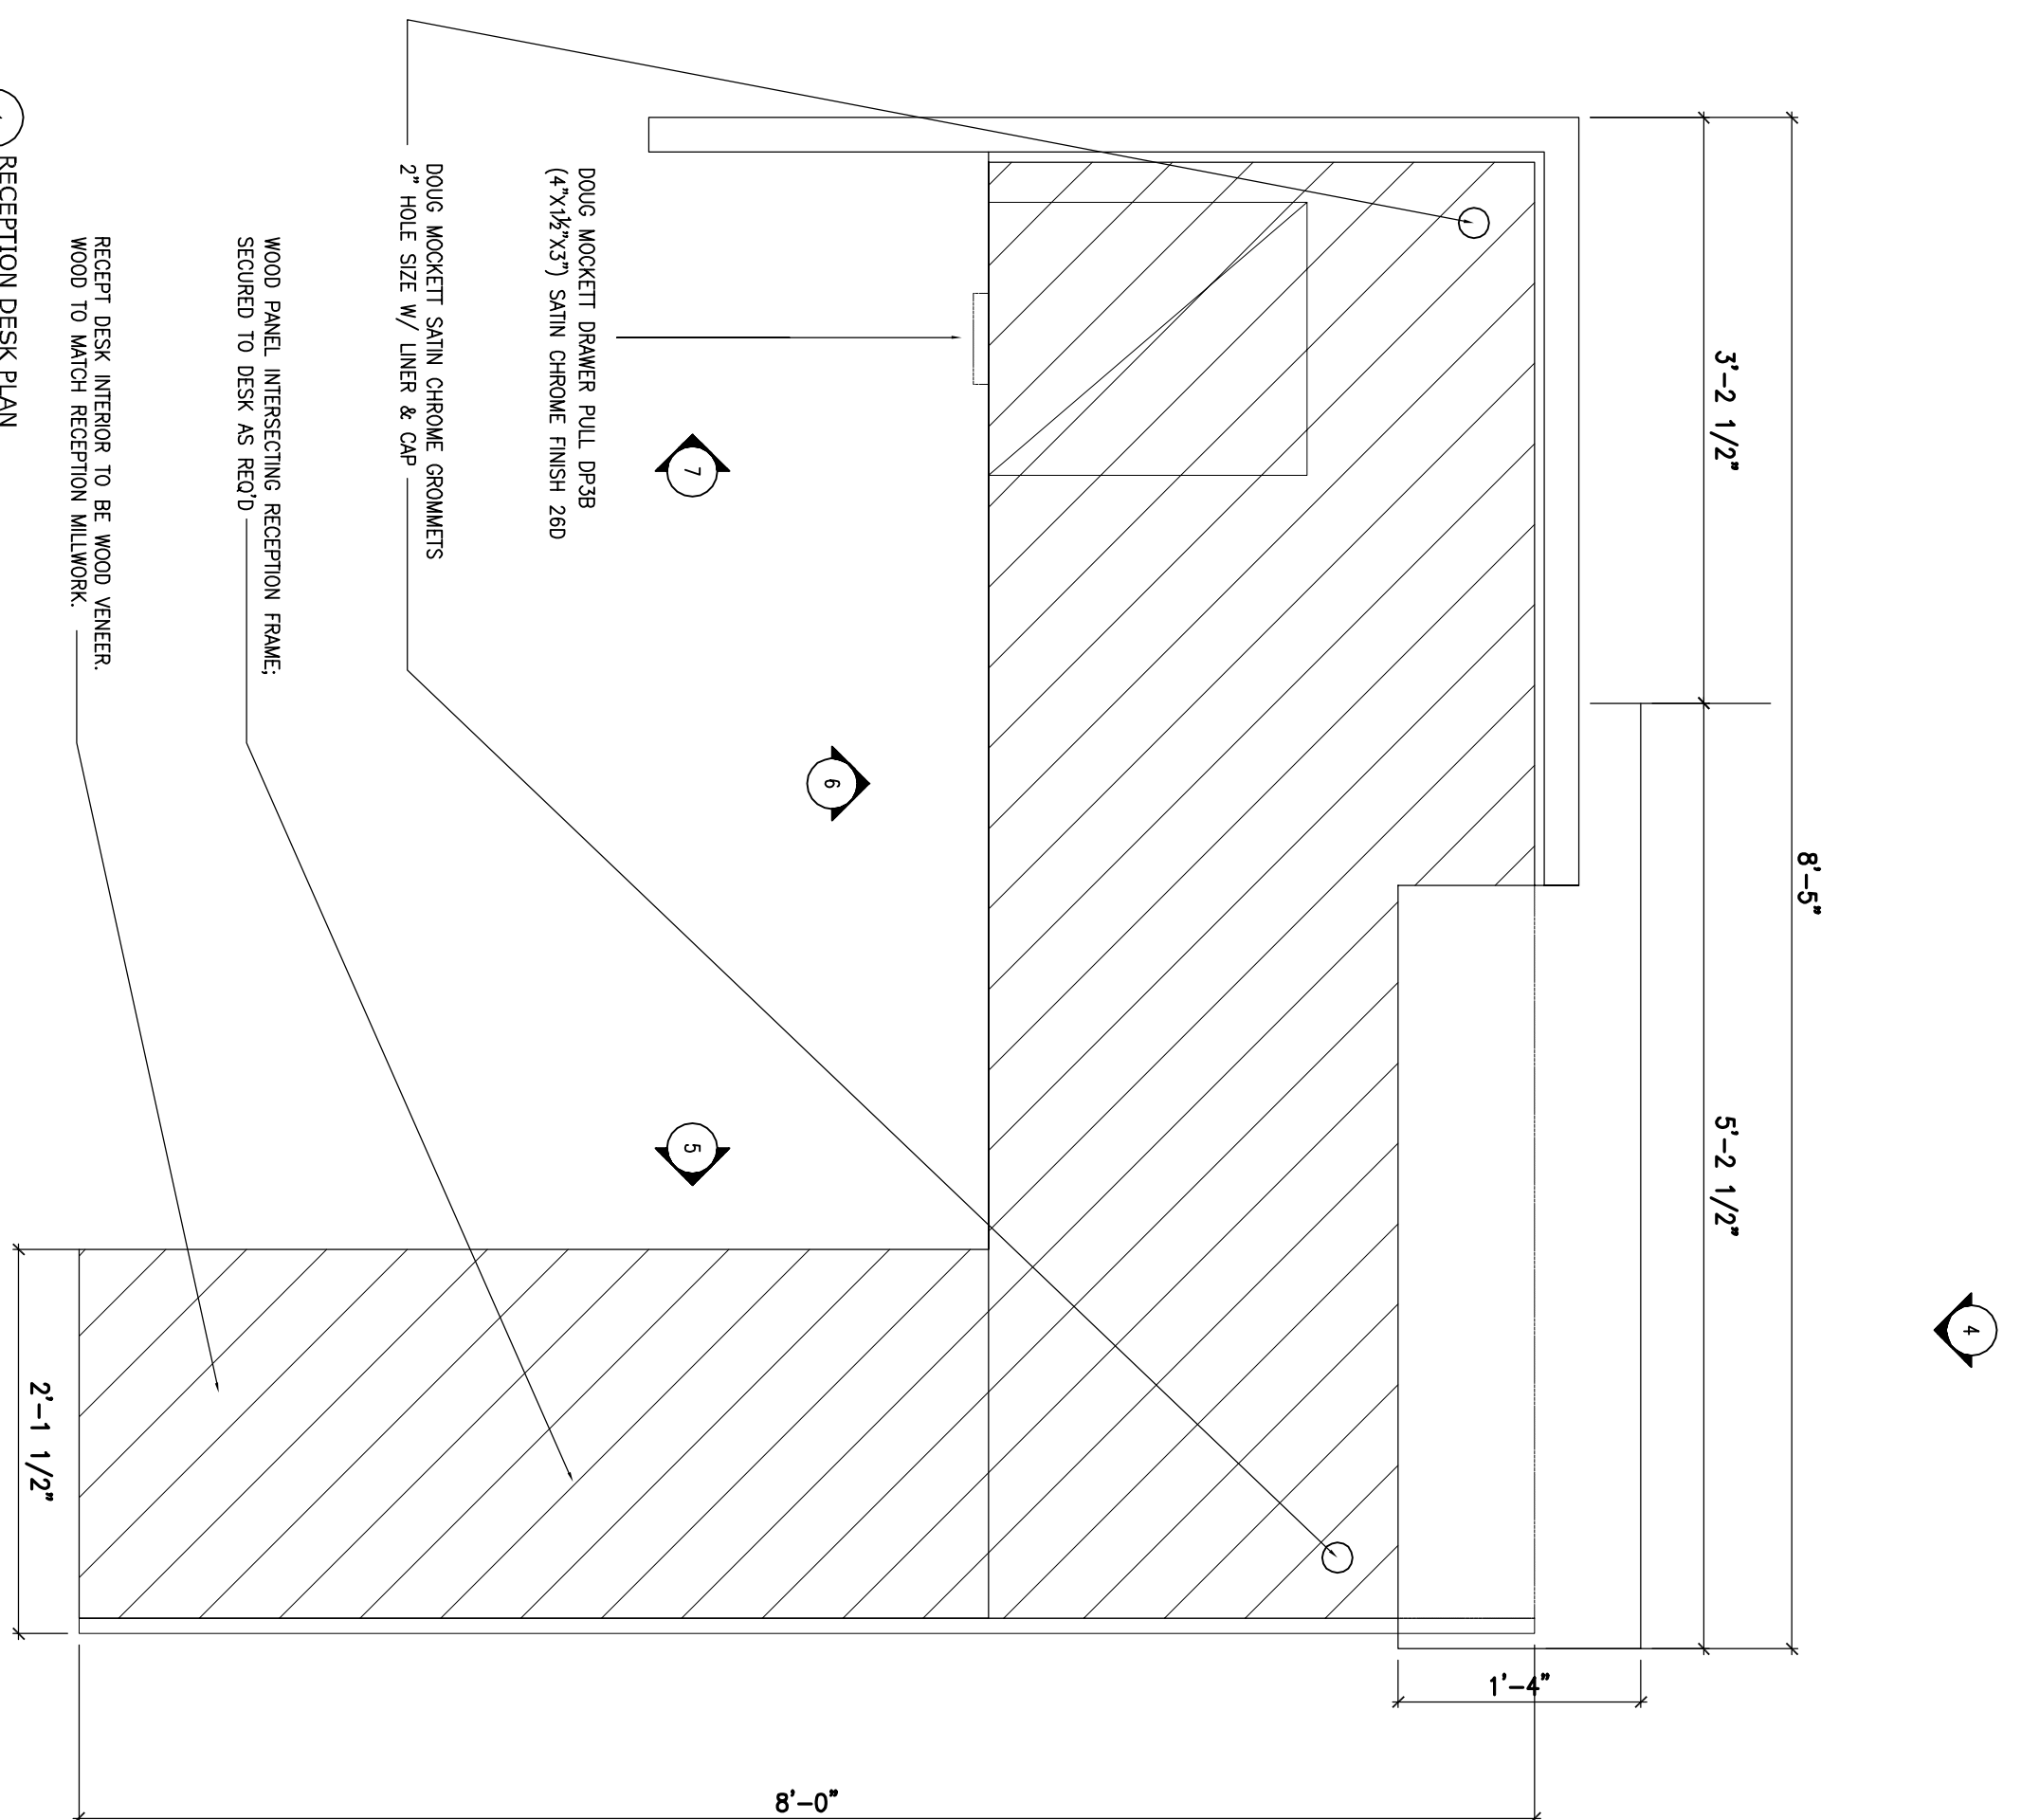 8'-5"
3'-2 1/2"
5'-2 1/2"
4
DOUG MOCKETT DRAWER PULL DP3B
(4"X1½"X3") SATIN CHROME FINISH 26D
DOUG MOCKETT SATIN CHROME GROMMETS
2" HOLE SIZE W/ LINER & CAP
7
6
5
WOOD PANEL INTERSECTING RECEPTION FRAME;
SECURED TO DESK AS REQ'D
RECEPT DESK INTERIOR TO BE WOOD VENEER.
WOOD TO MATCH RECEPTION MILLWORK.
1'-4"
8'-0"
2'-1 1/2"
RECEPTION DESK PLAN